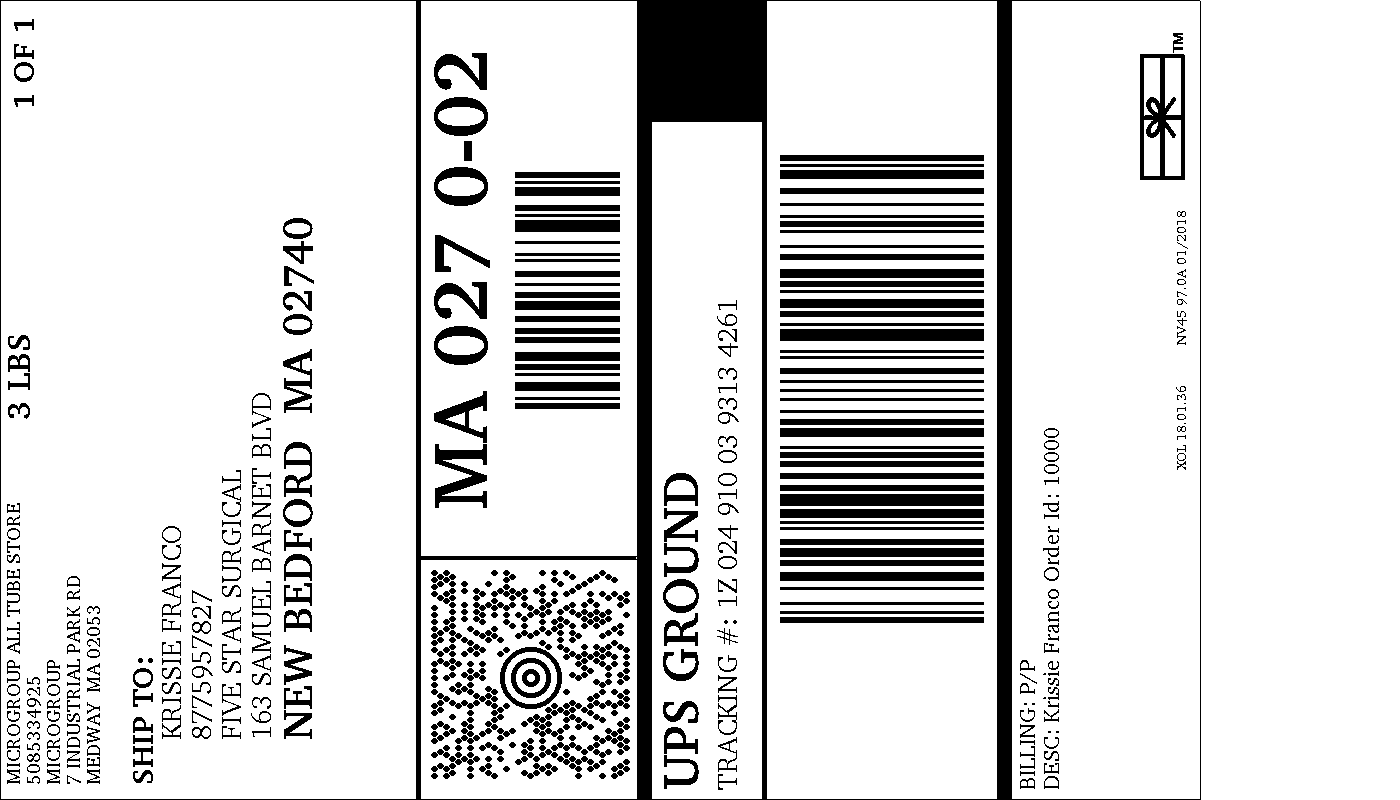 MICROGROUP ALL TUBE STORE
5085334925
MICROGROUP
7 INDUSTRIAL PARK RD
MEDWAY MA 02053
3 LBS
1 OF 1
SHIP TO:
KRISSIE FRANCO
8775957827
FIVE STAR SURGICAL
163 SAMUEL BARNET BLVD
NEW BEDFORD MA 02740
MA 027 0-02
UPS GROUND
TRACKING #: 1Z 024 910 03 9313 4261
BILLING: P/P
DESC: Krissie Franco Order Id: 10000
XOL 18.01.36 NV45 97.0A 01/2018
TM